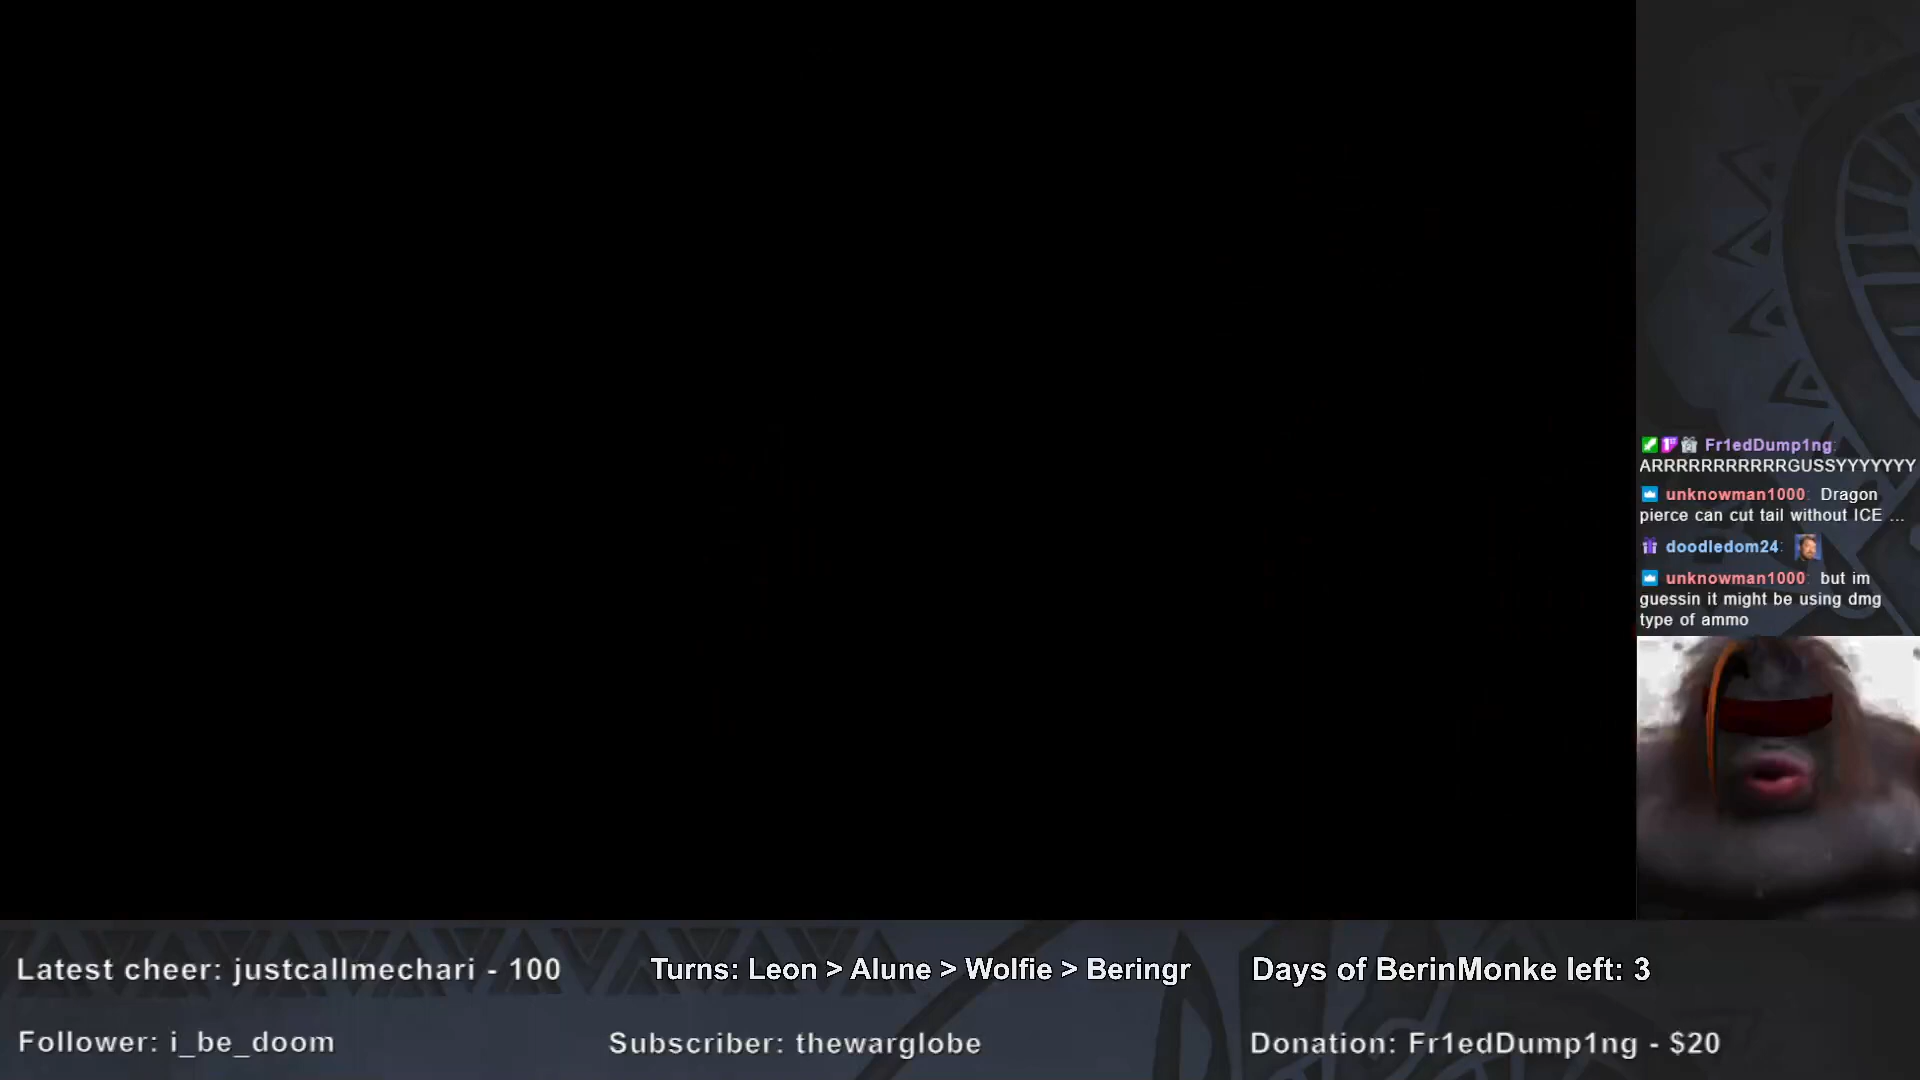 Fr1edDump1ng:
ARRRRRRRRRRRGUSSYYYYYYY
unknowman1000: Dragon
pierce can cut tail without ICE ...
doodledom24:
unknowman1000: but im
guessin it might be using dmg
type of ammo
Latest cheer: justcallmechari - 100
Turns: Leon > Alune > Wolfie > Beringr
Days of BerinMonke left: 3
Follower: i_be_doom
Subscriber: thewarglobe
Donation: Fr1edDump1ng - $20